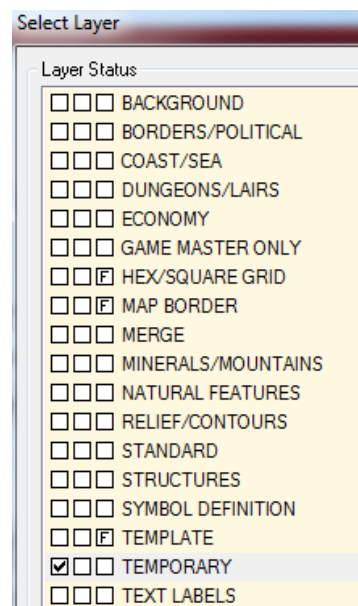 Select Layer
Layer Status
BACKGROUND
BORDERS/POLITICAL
COAST/SEA
DUNGEONS/LAIRS
ECONOMY
GAME MASTER ONLY
F HEX/SQUARE GRID
F MAP BORDER
MERGE
MINERALS/MOUNTAINS
NATURAL FEATURES
RELIEF/CONTOURS
STANDARD
STRUCTURES
SYMBOL DEFINITION
F TEMPLATE
TEMPORARY
TEXT LABELS